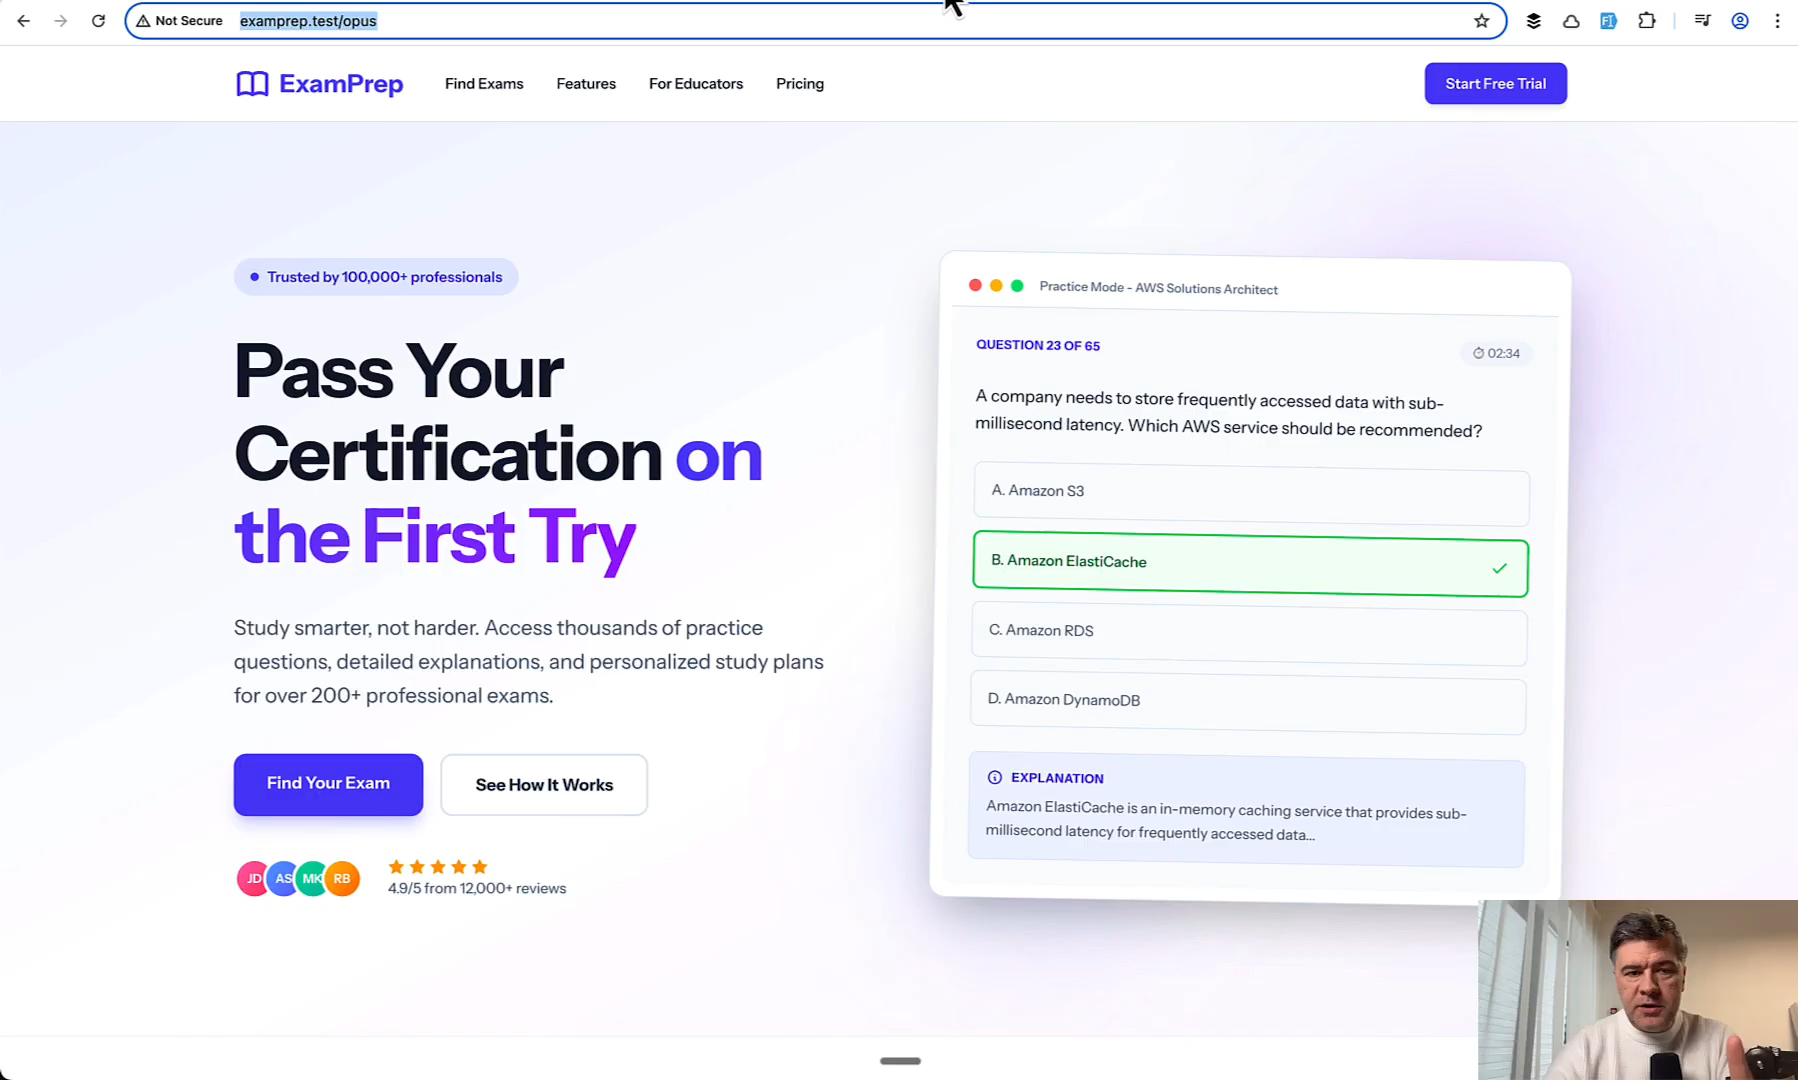 Not Secure examprep.test/opus
ExamPrep Find Exams Features For Educators Pricing Start Free Trial
Trusted by 100,000+ professionals
Pass Your
Certification on
the First Try
Study smarter, not harder. Access thousands of practice
questions, detailed explanations, and personalized study plans
for over 200+ professional exams.
Find Your Exam See How It Works
JD AS MK RB
4.9/5 from 12,000+ reviews
Practice Mode - AWS Solutions Architect
QUESTION 23 OF 65 02:34
A company needs to store frequently accessed data with sub-
millisecond latency. Which AWS service should be recommended?
A. Amazon S3
B. Amazon ElastiCache
C. Amazon RDS
D. Amazon DynamoDB
EXPLANATION
Amazon ElastiCache is an in-memory caching service that provides sub-
millisecond latency for frequently accessed data...